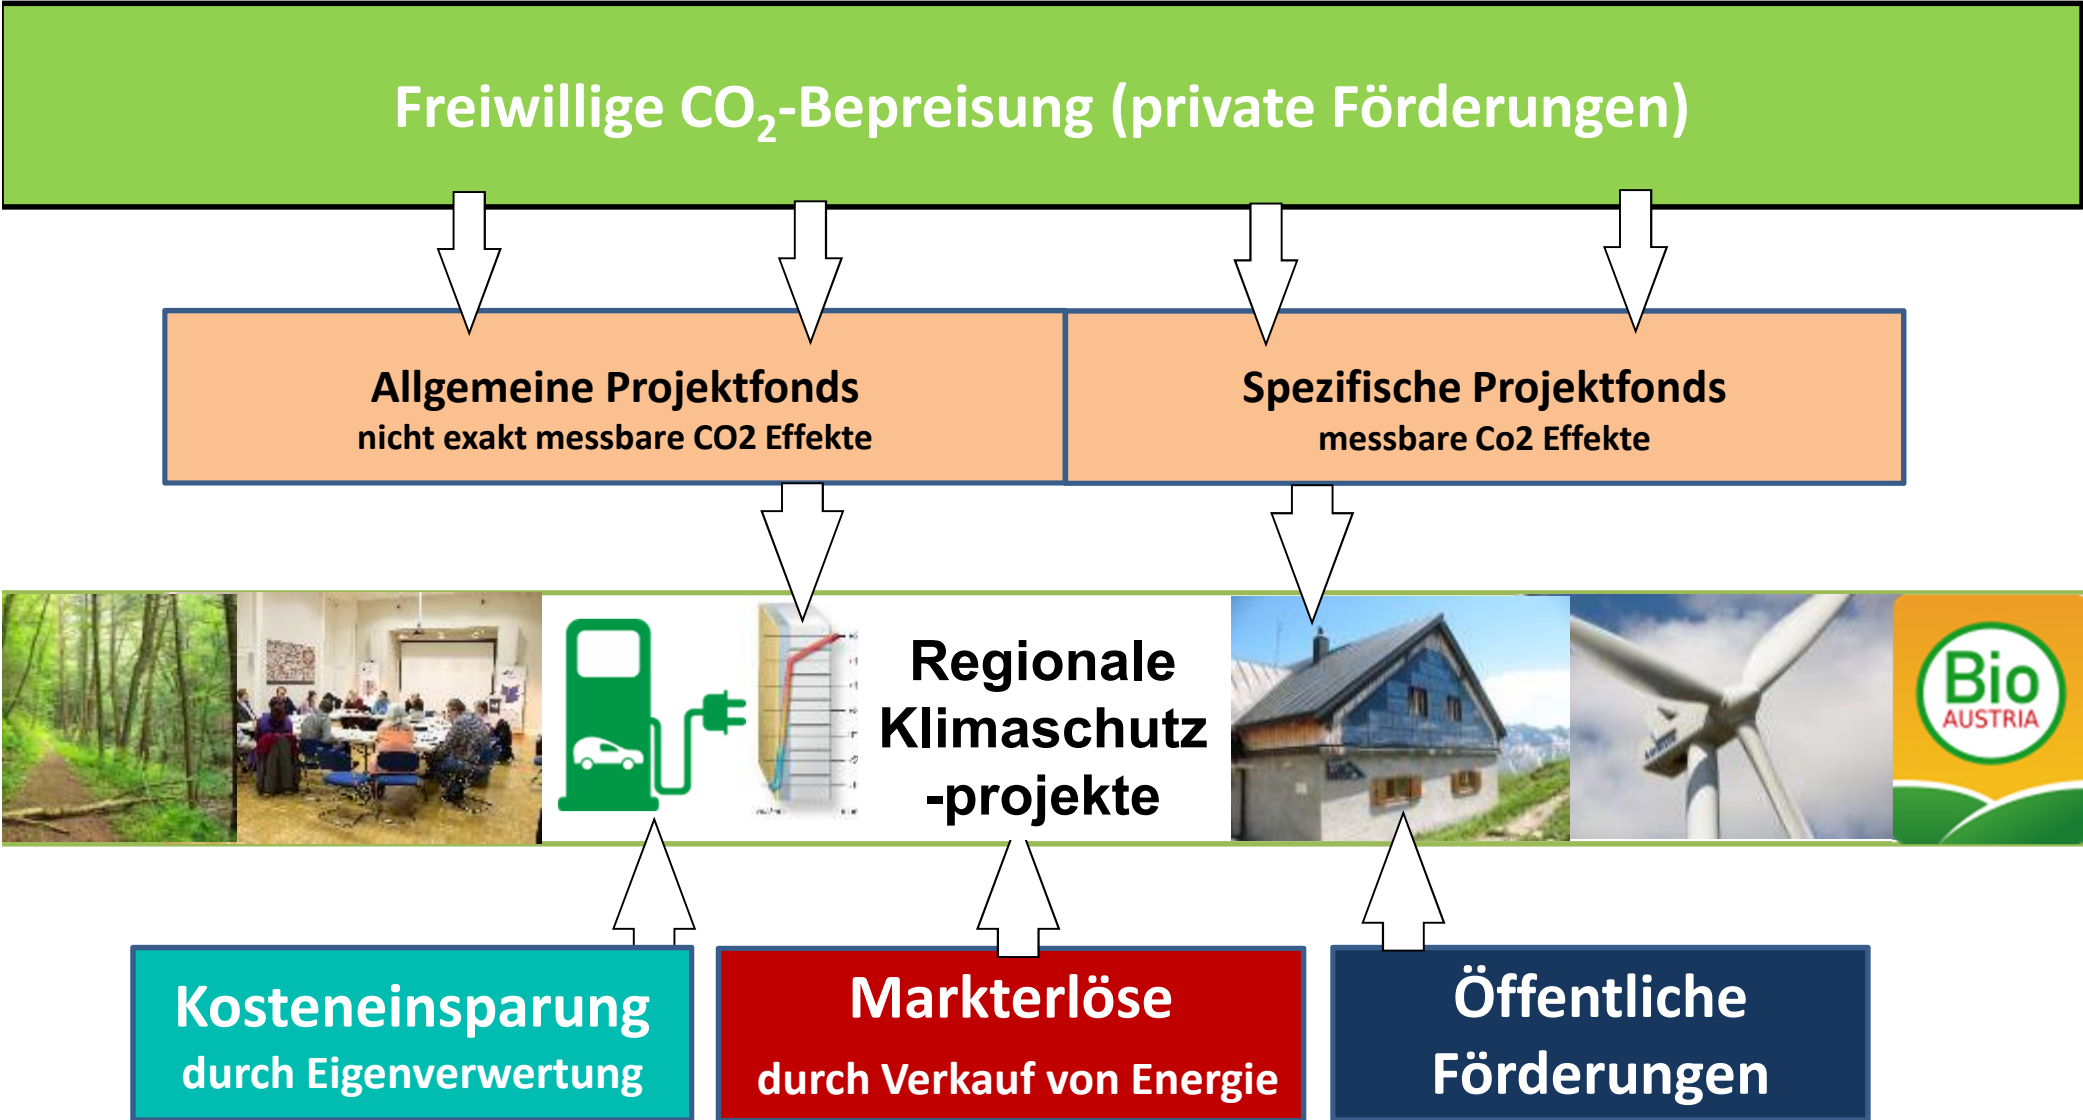 Freiwillige CO₂-Bepreisung (private Förderungen)
Allgemeine Projektfonds
nicht exakt messbare CO2 Effekte
Spezifische Projektfonds
messbare Co2 Effekte
Regionale
Klimaschutz
-projekte
Bio
AUSTRIA
Kosteneinsparung
durch Eigenverwertung
Markterlöse
durch Verkauf von Energie
Öffentliche
Förderungen